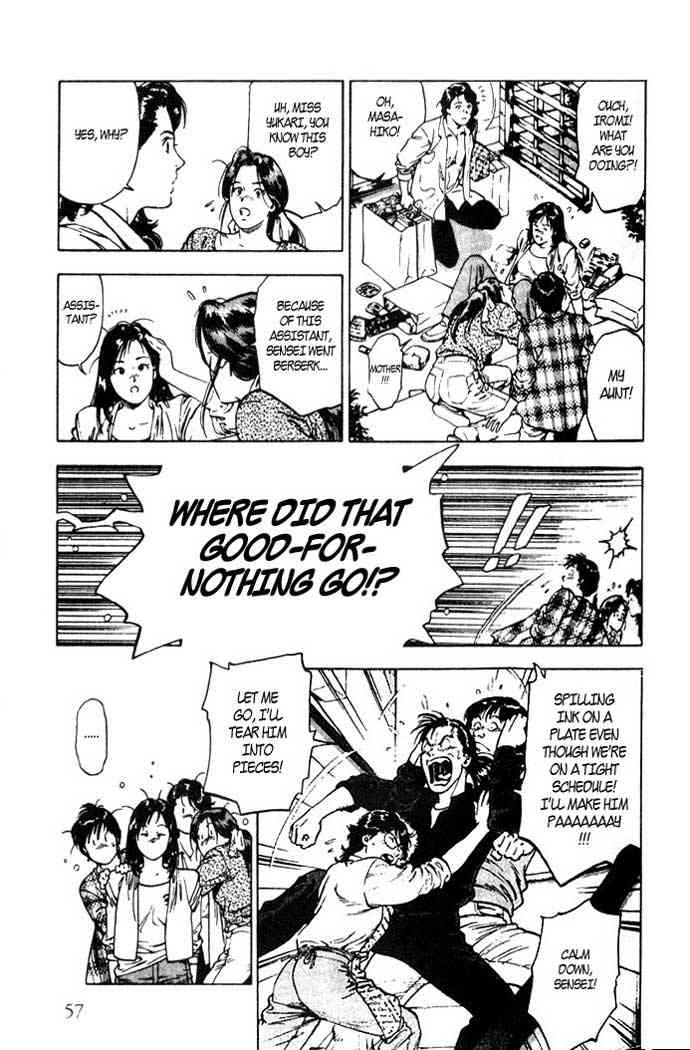 OUCH,
IROMI!
WHAT
ARE YOU
DOING?!
OH,
MASA-
HIKO!
MOTHER
!!!
MY
AUNT!
UH, MISS
YUKARI,
YOU
KNOW THIS
BOY?
YES, WHY?
BECAUSE
OF THIS
ASSISTANT,
SENSEI WENT
BERSERK...
ASSIS-
TANT?
!!
WHERE DID THAT
GOOD-FOR-
NOTHING GO!?
SPILLING
INK ON A
PLATE EVEN
THOUGH WE'RE
ON A TIGHT
SCHEDULE!
I'LL MAKE HIM
PAAAAAAAY
!!!
CALM
DOWN,
SENSEI!
LET ME
GO, I'LL
TEAR HIM
INTO
PIECES!
.....
57